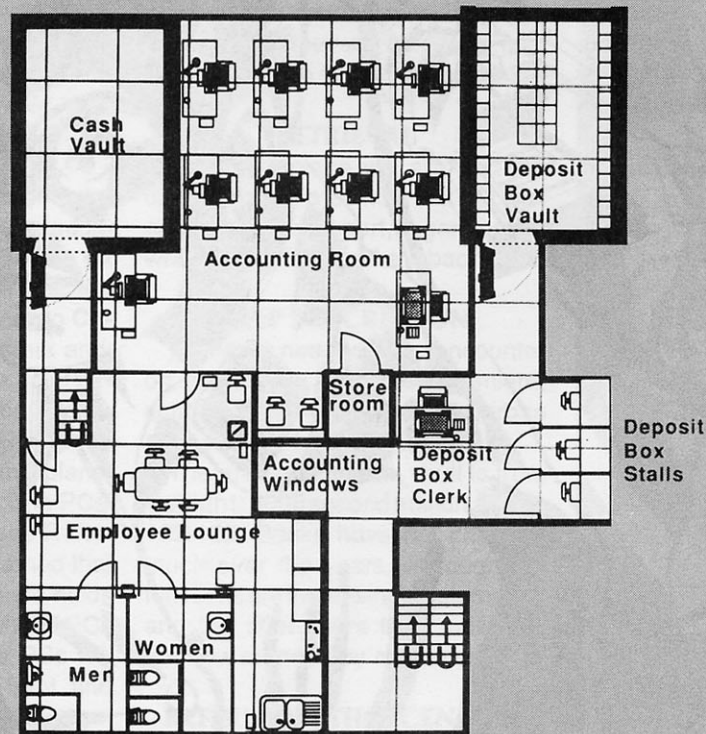 Cash
Vault
Deposit
Box
Vault
Accounting Room
Store
room
Deposit
Box
Stalls
Accounting
Windows
Deposit
Box
Clerk
Employee Lounge
Women
Men